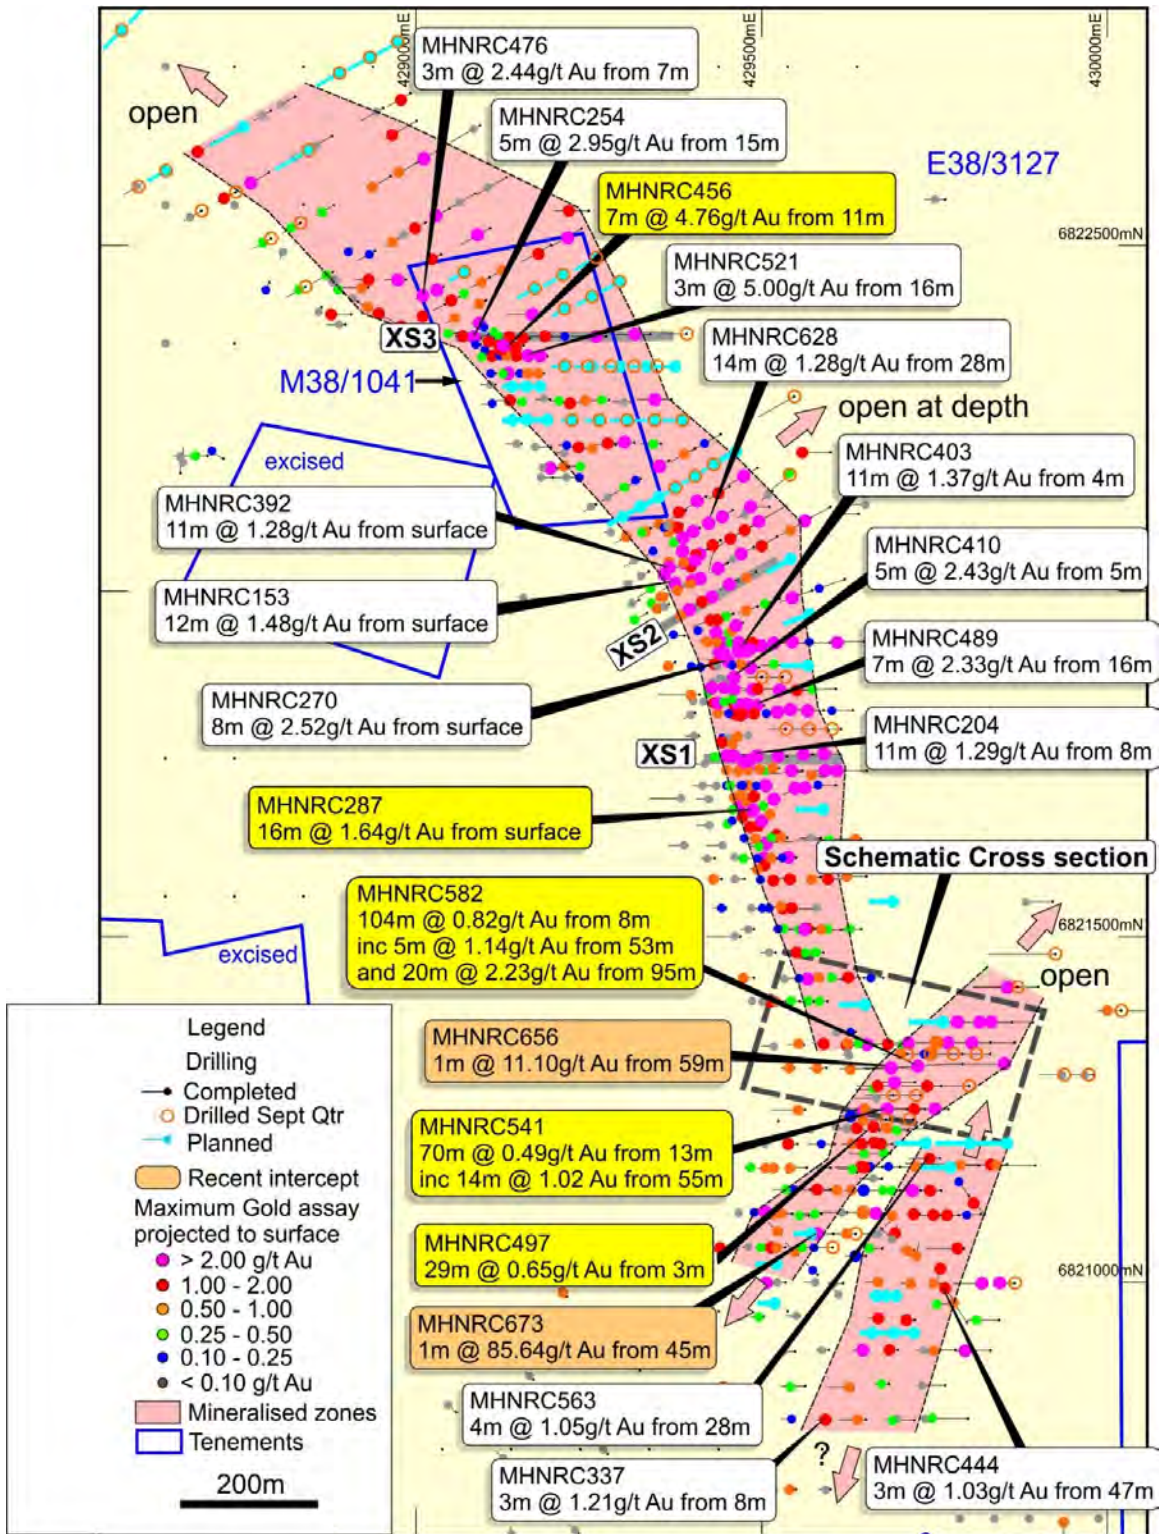 429000mE
429500mE
430000mE
MHNRC476
3m @ 2.44g/t Au from 7m
open
MHNRC254
5m @ 2.95g/t Au from 15m
E38/3127
MHNRC456
7m @ 4.76g/t Au from 11m
6822500mN
MHNRC521
3m @ 5.00g/t Au from 16m
XS3
MHNRC628
14m @ 1.28g/t Au from 28m
M38/1041
open at depth
excised
MHNRC403
11m @ 1.37g/t Au from 4m
MHNRC392
11m @ 1.28g/t Au from surface
MHNRC410
5m @ 2.43g/t Au from 5m
MHNRC153
12m @ 1.48g/t Au from surface
XS2
MHNRC489
7m @ 2.33g/t Au from 16m
MHNRC270
8m @ 2.52g/t Au from surface
MHNRC204
11m @ 1.29g/t Au from 8m
XS1
MHNRC287
16m @ 1.64g/t Au from surface
Schematic Cross section
MHNRC582
104m @ 0.82g/t Au from 8m
inc 5m @ 1.14g/t Au from 53m
and 20m @ 2.23g/t Au from 95m
6821500mN
excised
open
MHNRC656
1m @ 11.10g/t Au from 59m
MHNRC541
70m @ 0.49g/t Au from 13m
inc 14m @ 1.02 Au from 55m
MHNRC497
29m @ 0.65g/t Au from 3m
6821000mN
MHNRC673
1m @ 85.64g/t Au from 45m
MHNRC563
4m @ 1.05g/t Au from 28m
?
MHNRC337
3m @ 1.21g/t Au from 8m
MHNRC444
3m @ 1.03g/t Au from 47m
Legend
Drilling
Completed
Drilled Sept Qtr
Planned
Recent intercept
Maximum Gold assay
projected to surface
> 2.00 g/t Au
1.00 - 2.00
0.50 - 1.00
0.25 - 0.50
0.10 - 0.25
< 0.10 g/t Au
Mineralised zones
Tenements
200m